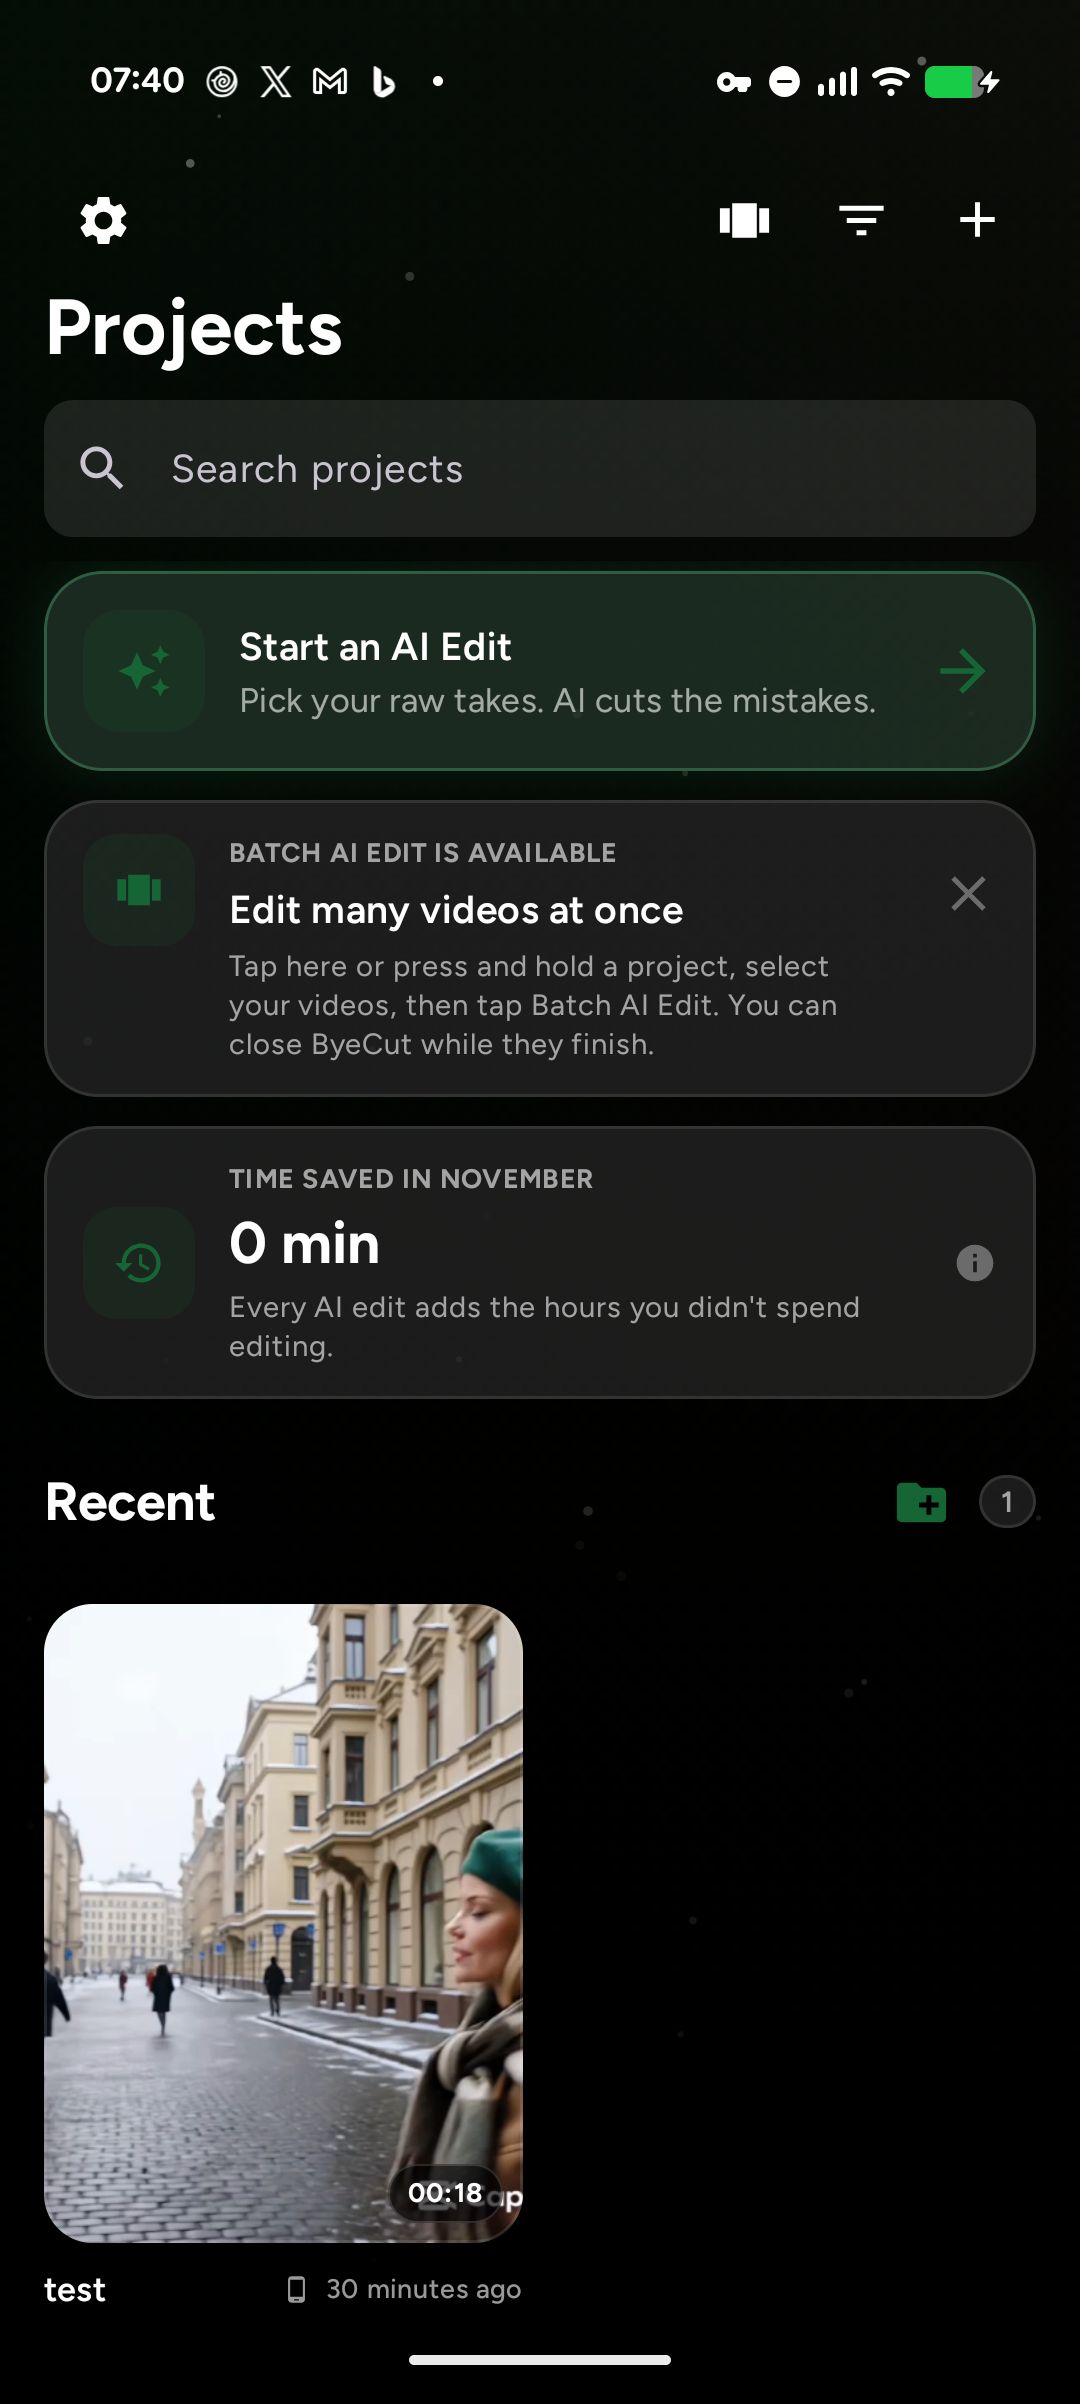 07:40
Projects
Search projects
Start an AI Edit
Pick your raw takes. AI cuts the mistakes.
BATCH AI EDIT IS AVAILABLE
Edit many videos at once
Tap here or press and hold a project, select
your videos, then tap Batch AI Edit. You can
close ByeCut while they finish.
TIME SAVED IN NOVEMBER
0 min
Every AI edit adds the hours you didn't spend
editing.
Recent
1
00:18
test
30 minutes ago